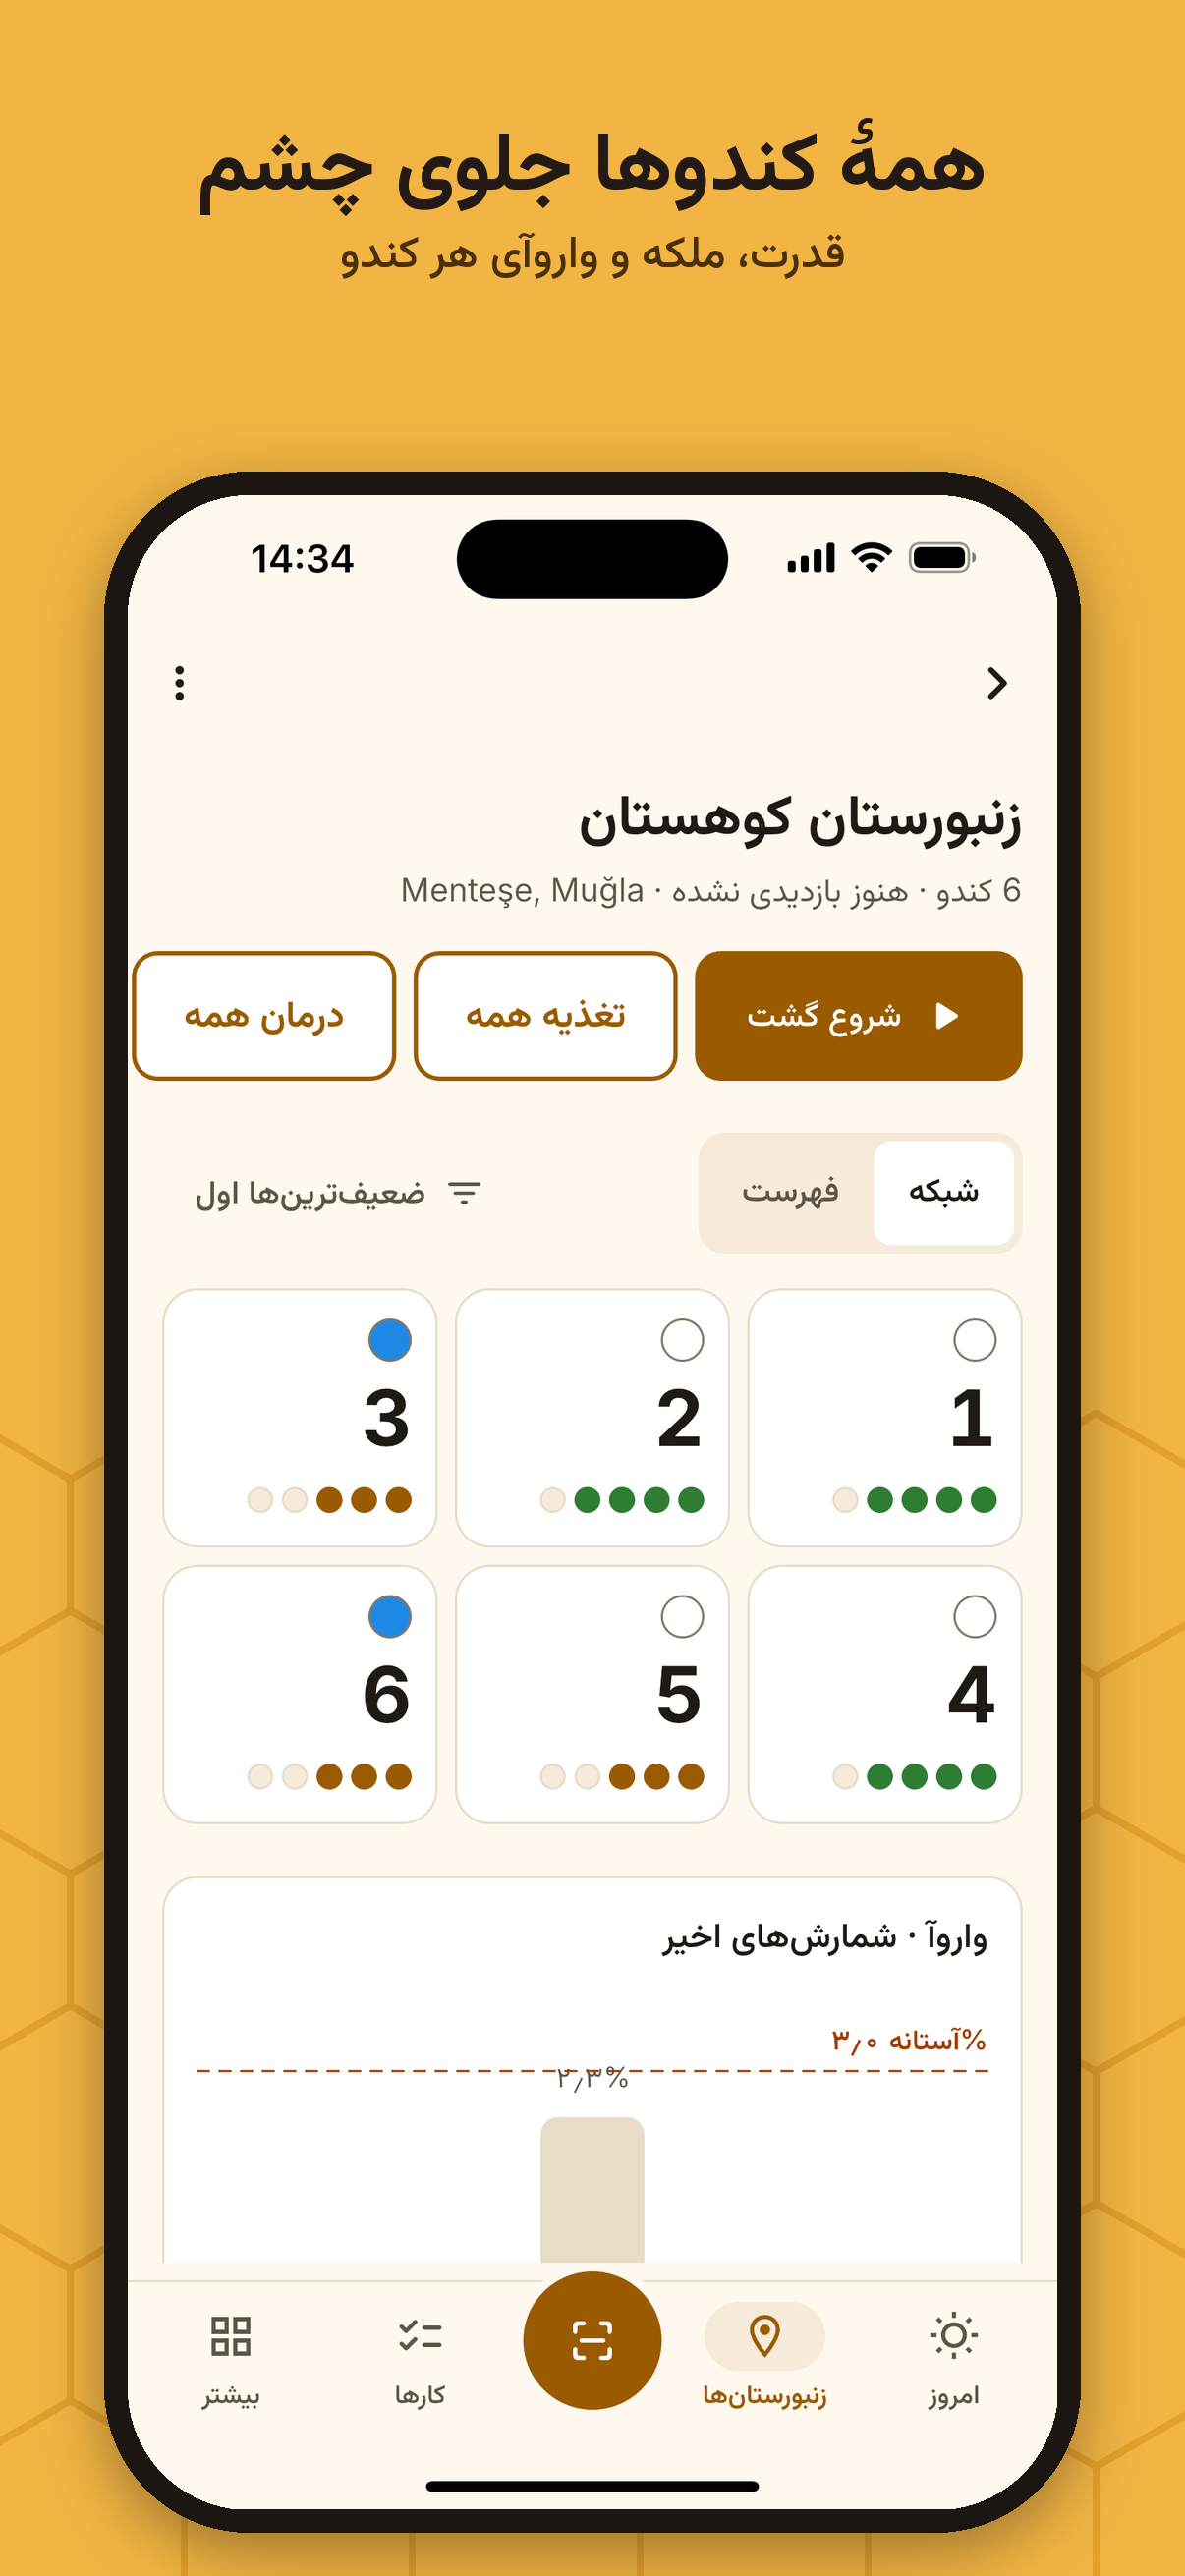 همهٔ کندوها جلوی چشم
قدرت، ملکه و واروآی هر کندو
14:34
زنبورستان کوهستان
6 کندو · هنوز بازدیدی نشده · Menteşe, Muğla
شروع گشت
تغذیه همه
درمان همه
شبکه
فهرست
ضعیف‌ترین‌ها اول
1
2
3
4
5
6
واروآ · شمارش‌های اخیر
%آستانه ۳٫۰
۲٫۳%
امروز
زنبورستان‌ها
کارها
بیشتر